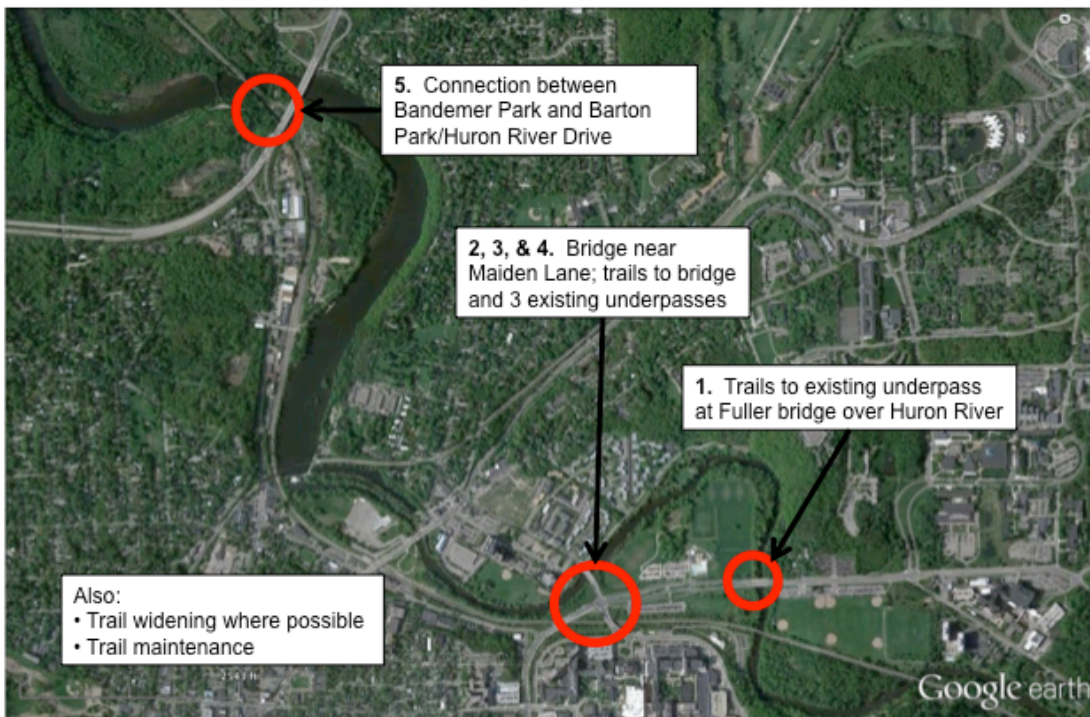 5. Connection between
Bandemer Park and Barton
Park/Huron River Drive
2, 3, & 4. Bridge near
Maiden Lane; trails to bridge
and 3 existing underpasses
1. Trails to existing underpass
at Fuller bridge over Huron River
Also:
• Trail widening where possible
• Trail maintenance
Google earth